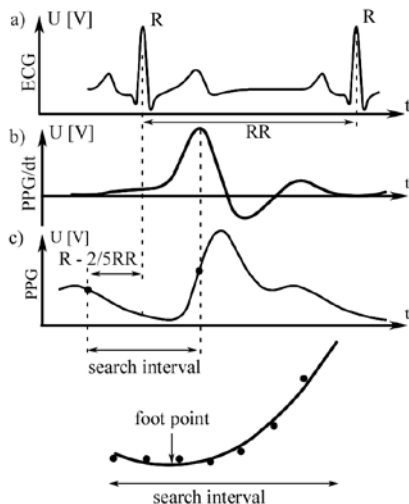 a) U [V]
R
R
ECG
t
RR
b) U [V]
PPG/dt
t
c) U [V]
R - 2/5RR
PPG
t
search interval
foot point
search interval